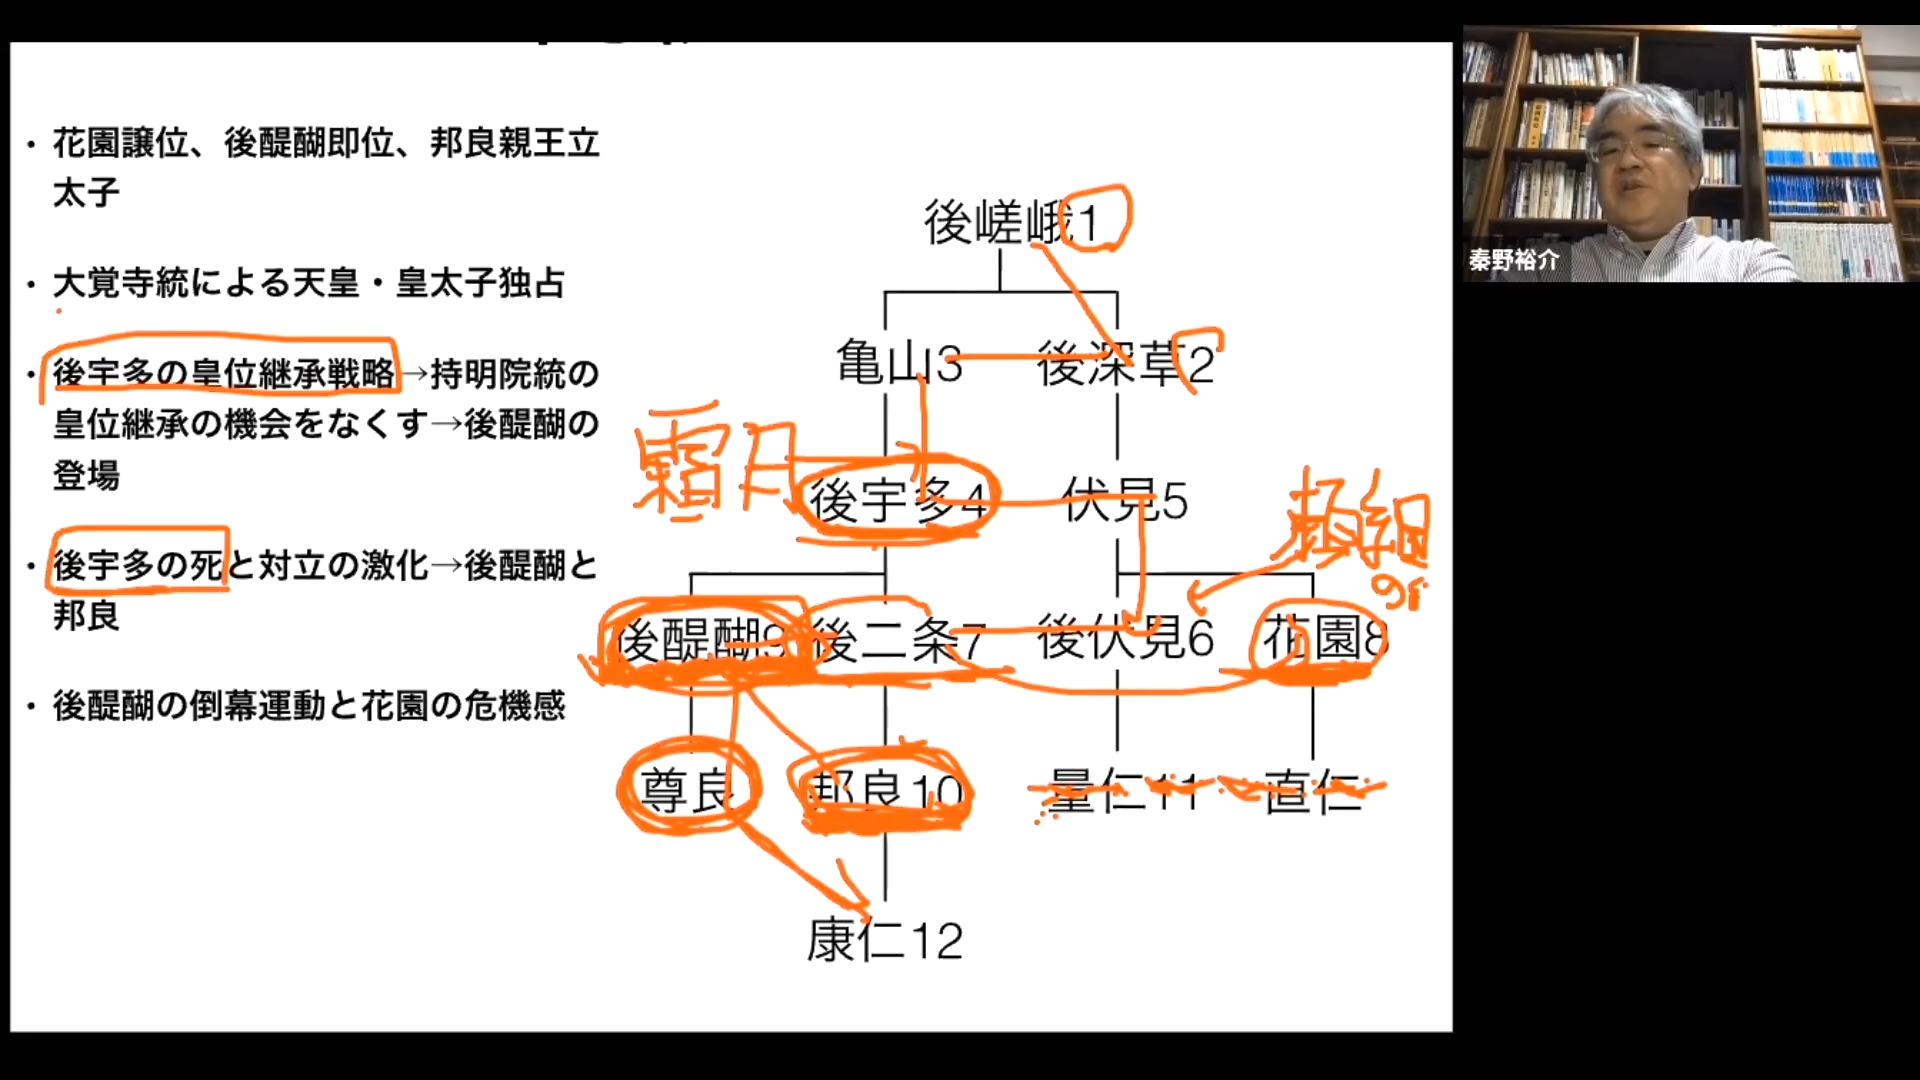 ・花園譲位、後醍醐即位、邦良親王立
太子
・大覚寺統による天皇・皇太子独占
・後宇多の皇位継承戦略→持明院統の
皇位継承の機会をなくす→後醍醐の
登場
・後宇多の死と対立の激化→後醍醐と
邦良
・後醍醐の倒幕運動と花園の危機感
後嵯峨1
亀山3 後深草2
霜月
後宇多4 伏見5
後醍醐9 後二条7 後伏見6 花園8
尊良 邦良10 量仁11 直仁
康仁12
秦野裕介